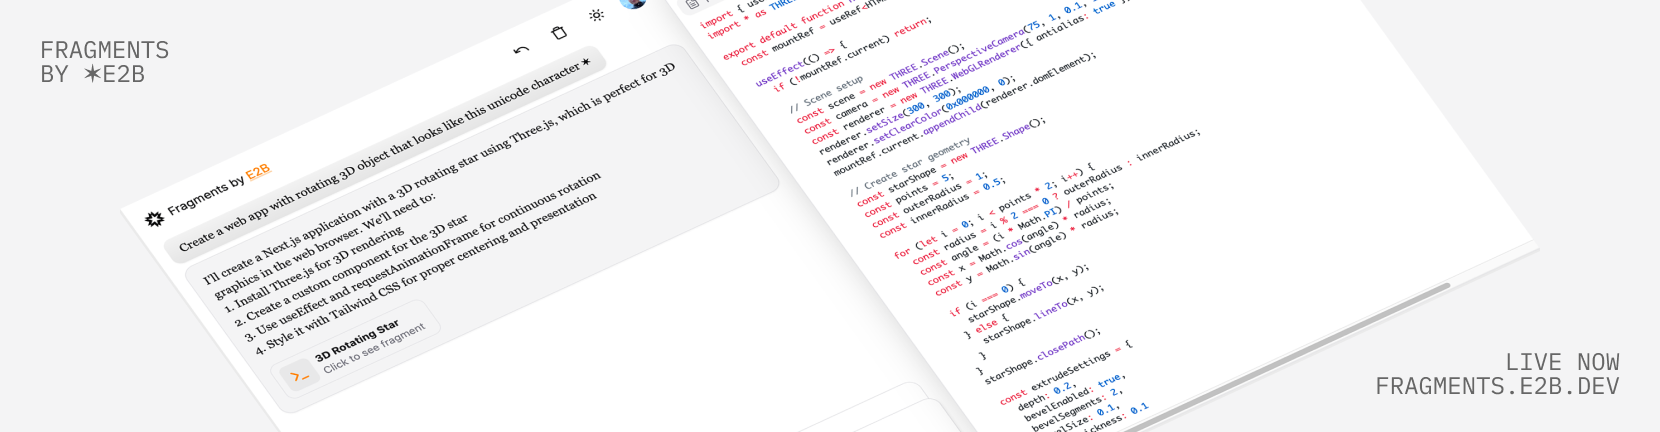 FRAGMENTS
BY ✶E2B
Fragments by E2B
Create a web app with rotating 3D object that looks like this unicode character ✶
I'll create a Next.js application with a 3D rotating star using Three.js, which is perfect for 3D
graphics in the web browser. We'll need to:
1. Install Three.js for 3D rendering
2. Create a custom component for the 3D star
3. Use useEffect and requestAnimationFrame for continuous rotation
4. Style it with Tailwind CSS for proper centering and presentation
>_
3D Rotating Star
Click to see fragment
import { use
import * as THREE
export default function
const mountRef = useRef<HTM
useEffect(() => {
if (!mountRef.current) return;
// Scene setup
const scene = new THREE.Scene();
const camera = new THREE.PerspectiveCamera(75, 1, 0.1,
const renderer = new THREE.WebGLRenderer({ antialias: true
renderer.setSize(300, 300);
renderer.setClearColor(0x000000, 0);
mountRef.current.appendChild(renderer.domElement);
// Create star geometry
const starShape = new THREE.Shape();
const points = 5;
const outerRadius = 1;
const innerRadius = 0.5;
for (let i = 0; i < points * 2; i++) {
const radius = i % 2 === 0 ? outerRadius : innerRadius;
const angle = (i * Math.PI) / points;
const x = Math.cos(angle) * radius;
const y = Math.sin(angle) * radius;
if (i === 0) {
starShape.moveTo(x, y);
} else {
starShape.lineTo(x, y);
}
}
starShape.closePath();
const extrudeSettings = {
depth: 0.2,
bevelEnabled: true,
bevelSegments: 2,
elSize: 0.1,
ickness: 0.1
LIVE NOW
FRAGMENTS.E2B.DEV